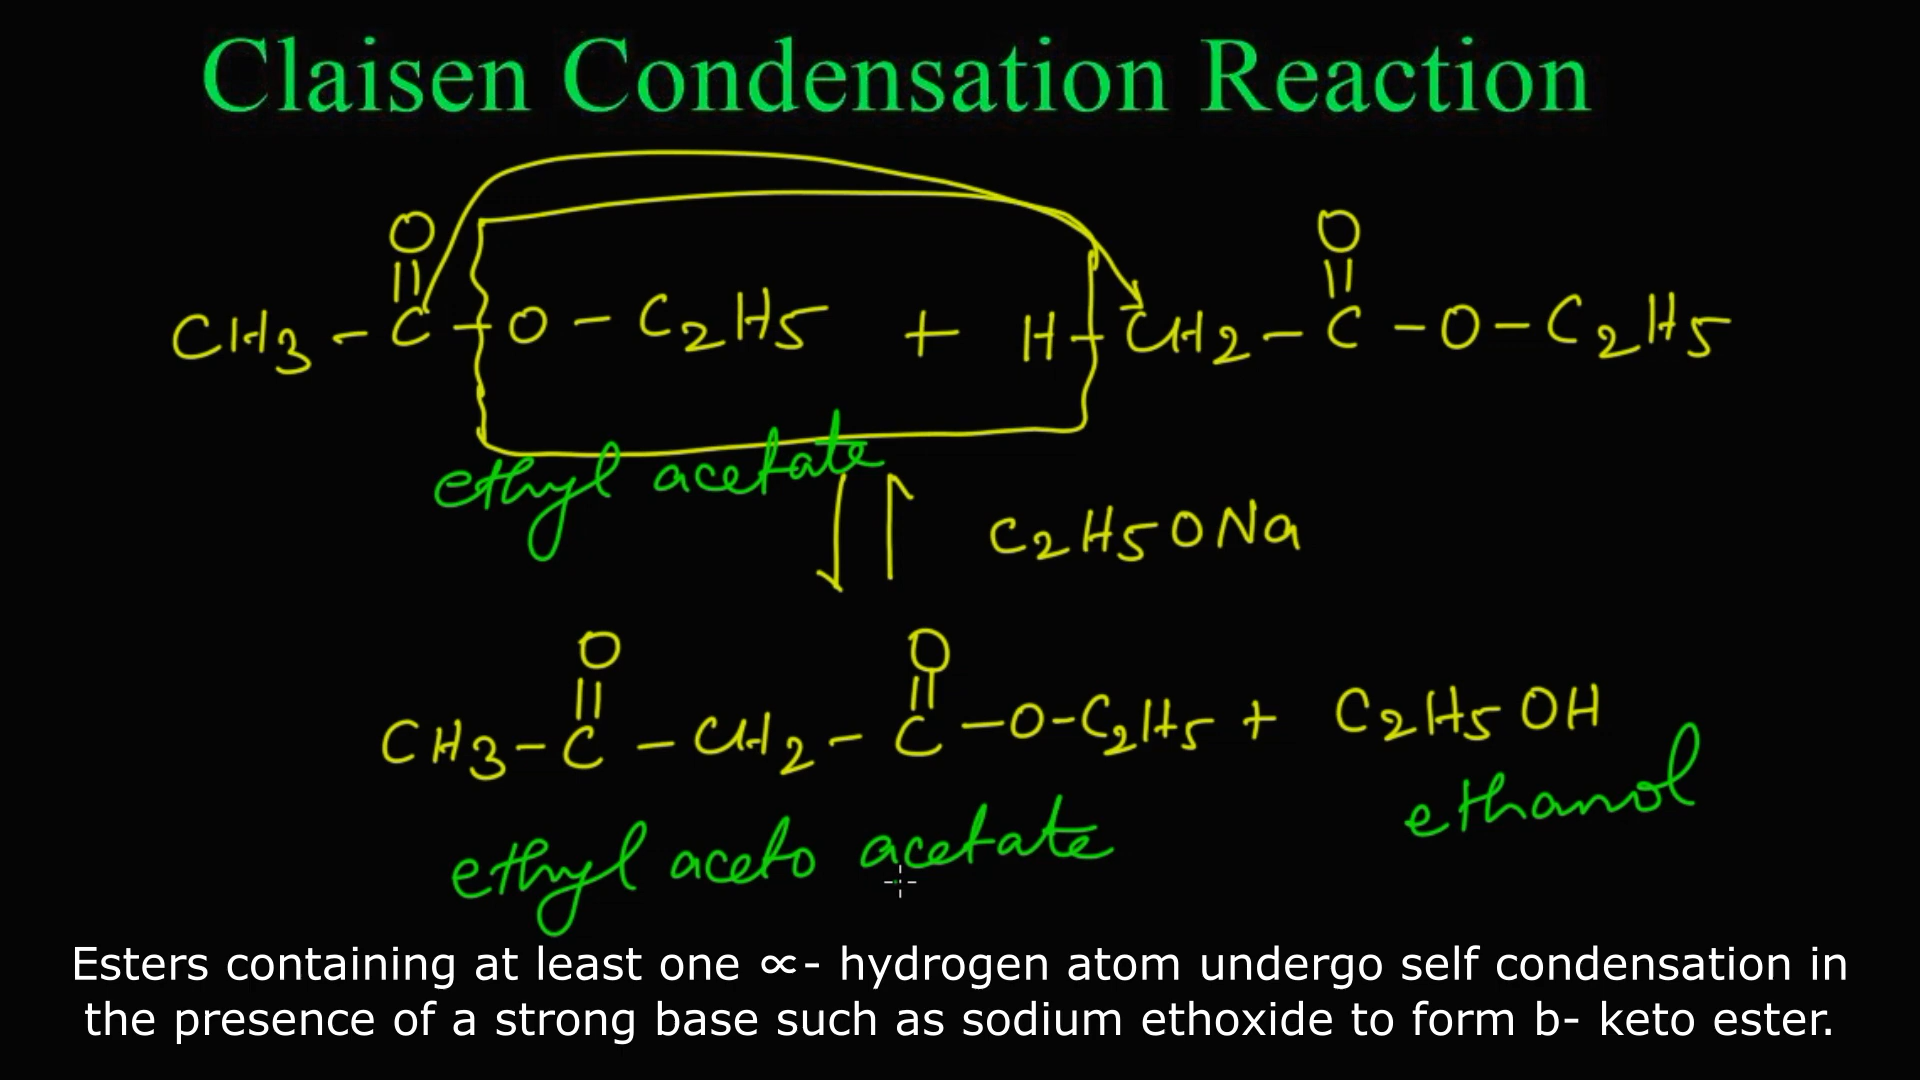 Claisen Condensation Reaction
O O
|| ||
CH3 - C - O - C2H5 + H - CH2 - C - O - C2H5
ethyl acetate
C2H5ONa
O O
|| ||
CH3 - C - CH2 - C - O - C2H5 + C2H5OH
ethyl aceto acetate ethanol
Esters containing at least one ∝- hydrogen atom undergo self condensation in
the presence of a strong base such as sodium ethoxide to form b- keto ester.